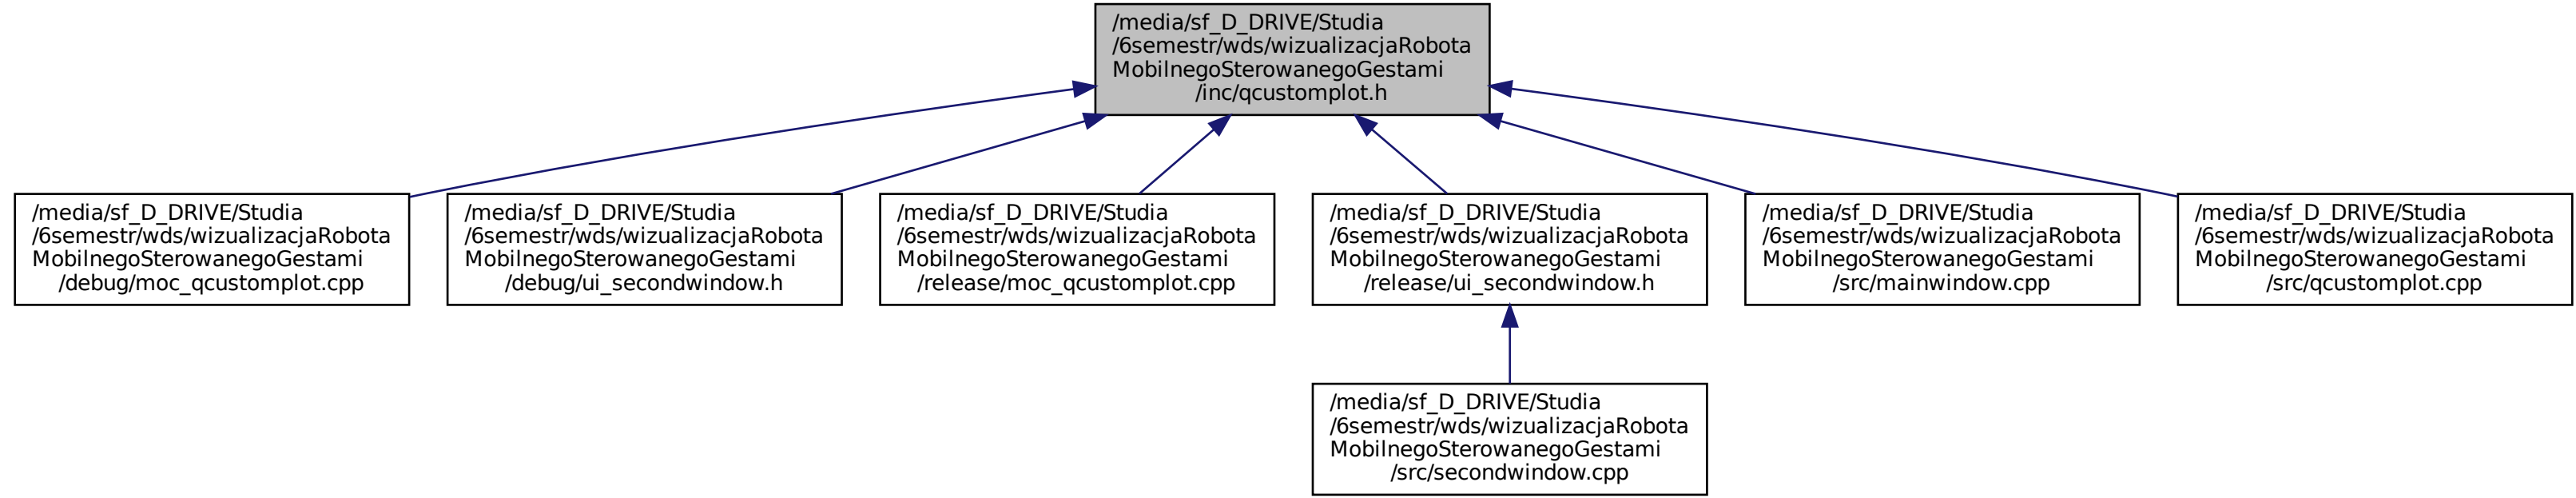 /media/sf_D_DRIVE/Studia
/6semestr/wds/wizualizacjaRobota
MobilnegoSterowanegoGestami
/inc/qcustomplot.h
/media/sf_D_DRIVE/Studia
/6semestr/wds/wizualizacjaRobota
MobilnegoSterowanegoGestami
/debug/moc_qcustomplot.cpp
/media/sf_D_DRIVE/Studia
/6semestr/wds/wizualizacjaRobota
MobilnegoSterowanegoGestami
/debug/ui_secondwindow.h
/media/sf_D_DRIVE/Studia
/6semestr/wds/wizualizacjaRobota
MobilnegoSterowanegoGestami
/release/moc_qcustomplot.cpp
/media/sf_D_DRIVE/Studia
/6semestr/wds/wizualizacjaRobota
MobilnegoSterowanegoGestami
/release/ui_secondwindow.h
/media/sf_D_DRIVE/Studia
/6semestr/wds/wizualizacjaRobota
MobilnegoSterowanegoGestami
/src/mainwindow.cpp
/media/sf_D_DRIVE/Studia
/6semestr/wds/wizualizacjaRobota
MobilnegoSterowanegoGestami
/src/qcustomplot.cpp
/media/sf_D_DRIVE/Studia
/6semestr/wds/wizualizacjaRobota
MobilnegoSterowanegoGestami
/src/secondwindow.cpp